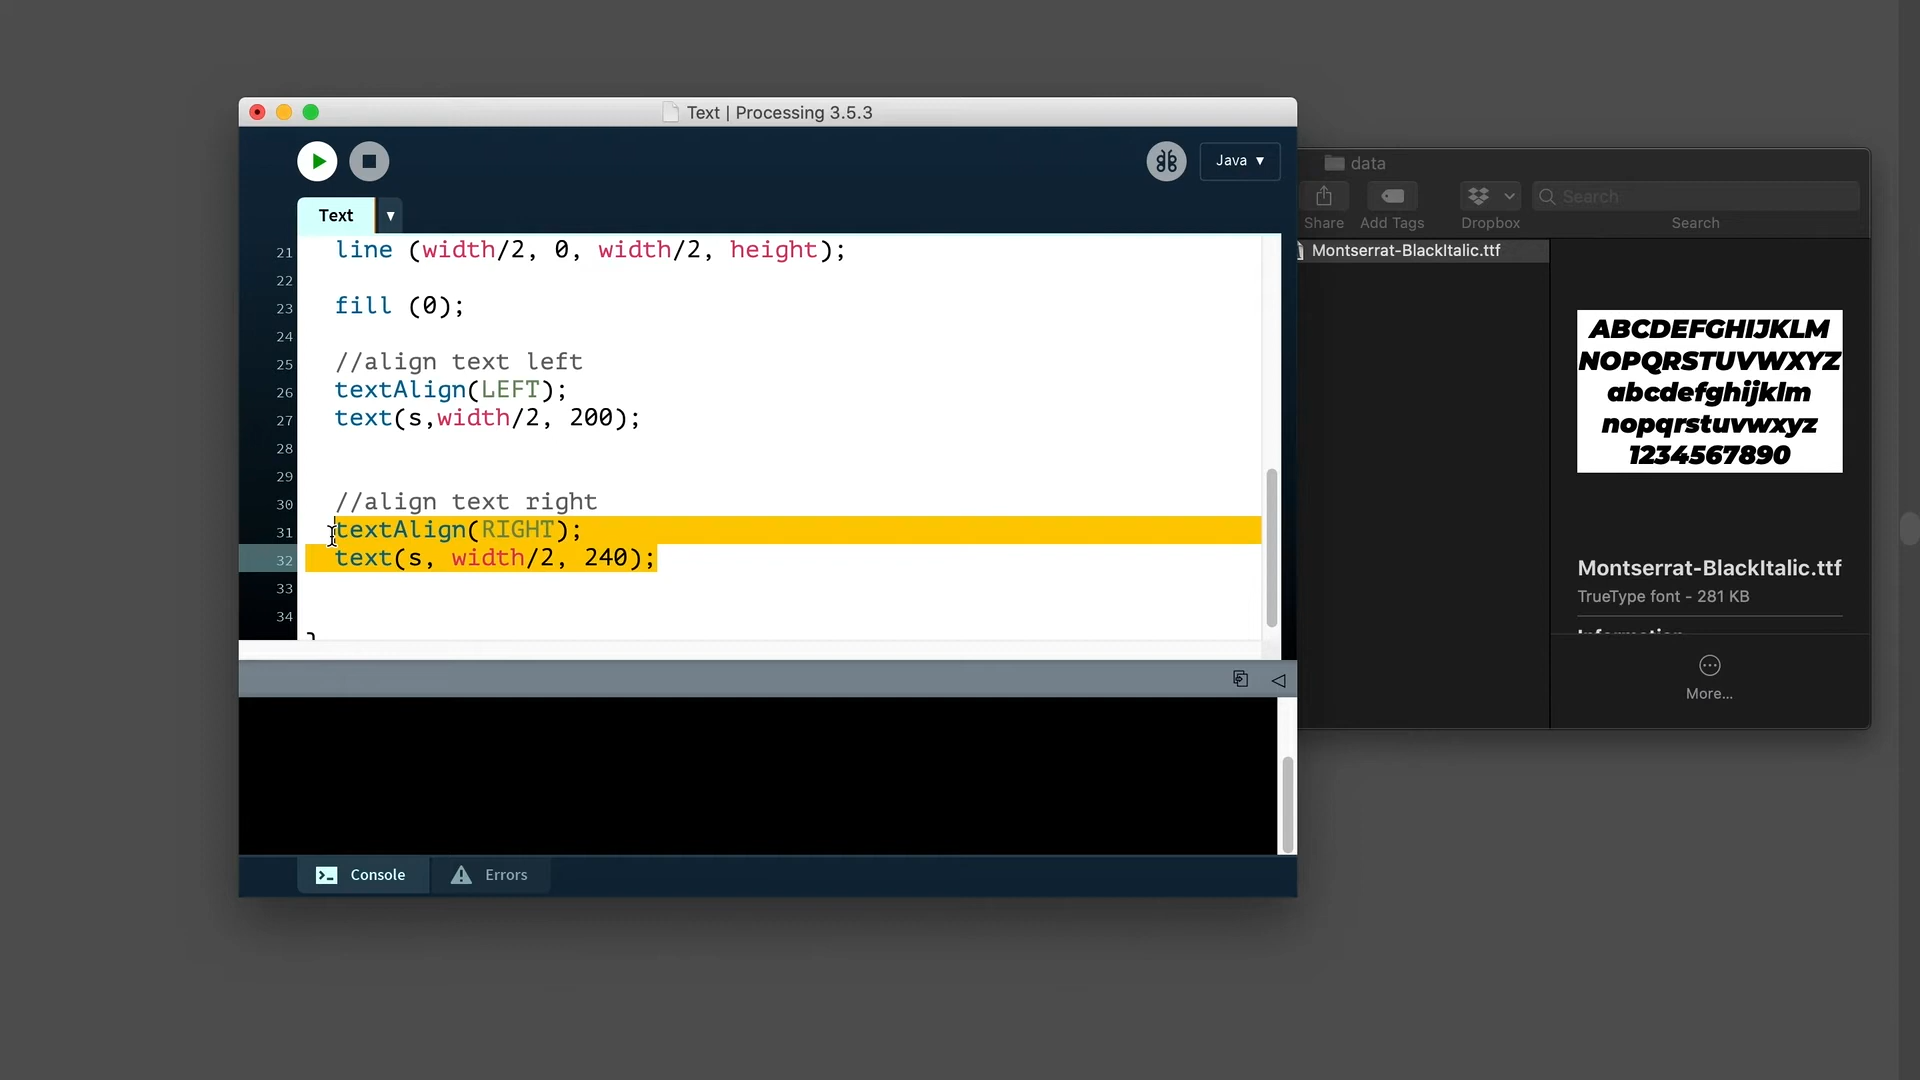 Text | Processing 3.5.3
Java ▾
Text ▾
21 line (width/2, 0, width/2, height);
22
23 fill (0);
24
25 //align text left
26 textAlign(LEFT);
27 text(s,width/2, 200);
28
29
30 //align text right
31 textAlign(RIGHT);
32 text(s, width/2, 240);
33
34
}
Console
Errors
data
Share
Add Tags
Dropbox
Search
Search
Montserrat-BlackItalic.ttf
ABCDEFGHIJKLM
NOPQRSTUVWXYZ
abcdefghijklm
nopqrstuvwxyz
1234567890
Montserrat-BlackItalic.ttf
TrueType font - 281 KB
Information
More...